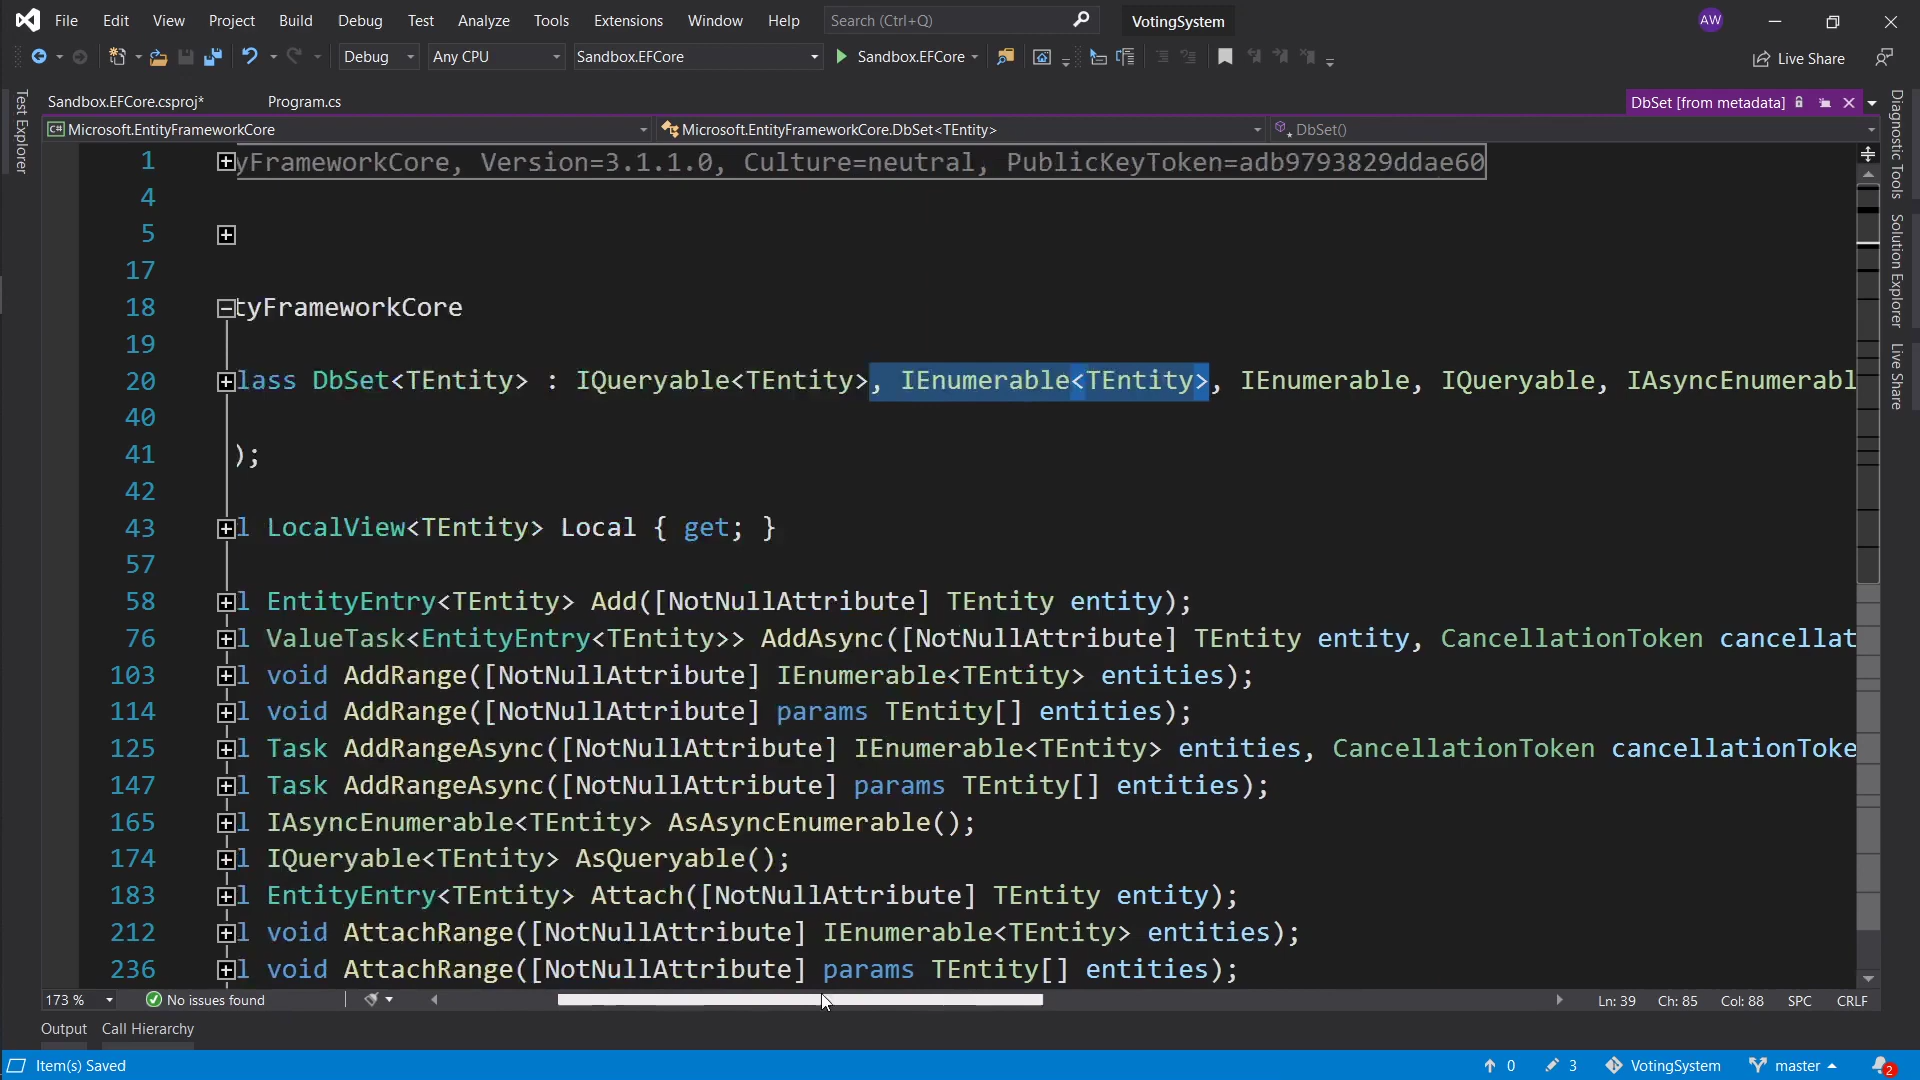 File Edit View Project Build Debug Test Analyze Tools Extensions Window Help Search (Ctrl+Q) VotingSystem AW
Debug Any CPU Sandbox.EFCore Sandbox.EFCore Live Share
Sandbox.EFCore.csproj* Program.cs DbSet [from metadata]
Microsoft.EntityFrameworkCore Microsoft.EntityFrameworkCore.DbSet<TEntity> DbSet()
Test Explorer
Diagnostic Tools
Solution Explorer
Live Share
1 yFrameworkCore, Version=3.1.1.0, Culture=neutral, PublicKeyToken=adb9793829ddae60
4
5
17
18 tyFrameworkCore
19
20 lass DbSet<TEntity> : IQueryable<TEntity>, IEnumerable<TEntity>, IEnumerable, IQueryable, IAsyncEnumerabl
40
41 );
42
43 l LocalView<TEntity> Local { get; }
57
58 l EntityEntry<TEntity> Add([NotNullAttribute] TEntity entity);
76 l ValueTask<EntityEntry<TEntity>> AddAsync([NotNullAttribute] TEntity entity, CancellationToken cancellat
103 l void AddRange([NotNullAttribute] IEnumerable<TEntity> entities);
114 l void AddRange([NotNullAttribute] params TEntity[] entities);
125 l Task AddRangeAsync([NotNullAttribute] IEnumerable<TEntity> entities, CancellationToken cancellationToke
147 l Task AddRangeAsync([NotNullAttribute] params TEntity[] entities);
165 l IAsyncEnumerable<TEntity> AsAsyncEnumerable();
174 l IQueryable<TEntity> AsQueryable();
183 l EntityEntry<TEntity> Attach([NotNullAttribute] TEntity entity);
212 l void AttachRange([NotNullAttribute] IEnumerable<TEntity> entities);
236 l void AttachRange([NotNullAttribute] params TEntity[] entities);
173 % No issues found Ln: 39 Ch: 85 Col: 88 SPC CRLF
Output Call Hierarchy
Item(s) Saved 0 3 VotingSystem master 2